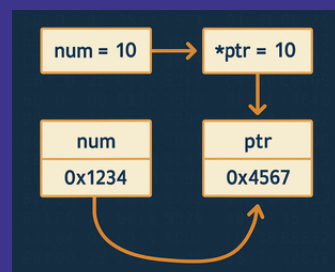 num = 10
*ptr = 10
num
ptr
0x1234
0x4567